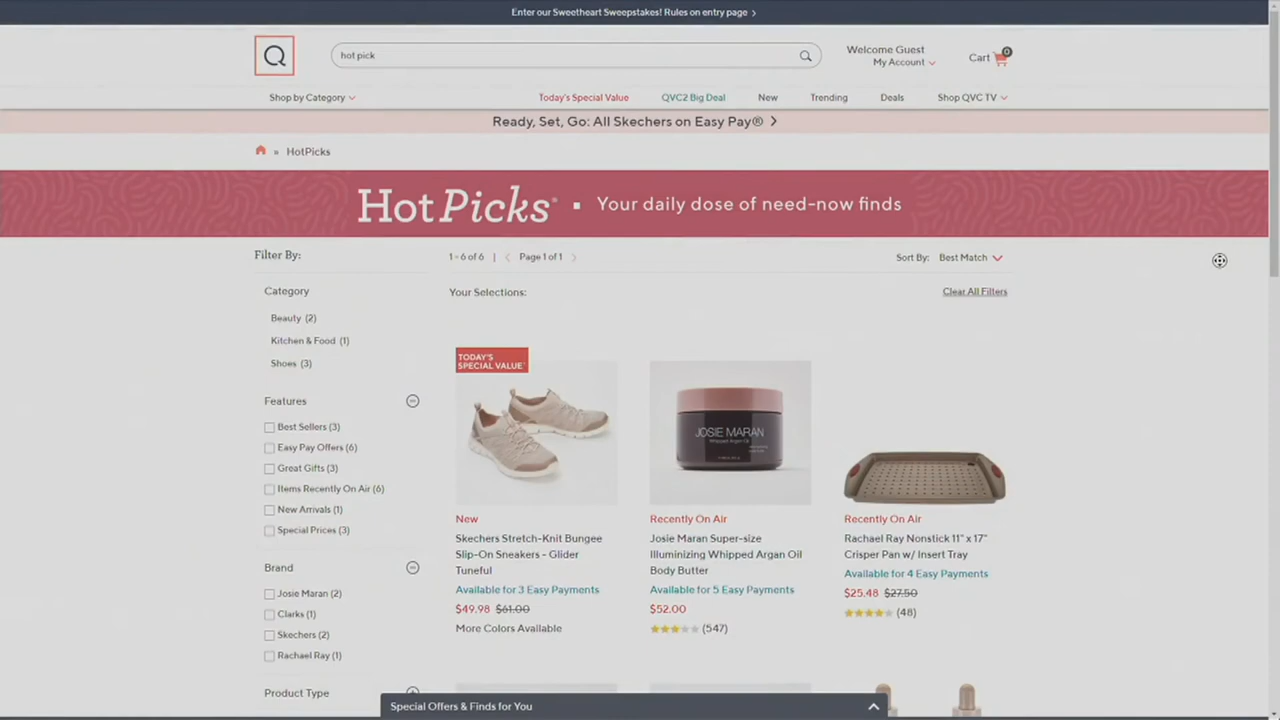 Enter our Sweetheart Sweepstakes! Rules on entry page
Q
hot pick
Welcome Guest
My Account
Cart
0
Shop by Category
Today's Special Value
QVC2 Big Deal
New
Trending
Deals
Shop QVC TV
Ready, Set, Go: All Skechers on Easy Pay®
» HotPicks
HotPicks® ▪ Your daily dose of need-now finds
Filter By:
1 - 6 of 6 | Page 1 of 1
Sort By: Best Match
Category
Beauty (2)
Kitchen & Food (1)
Shoes (3)
Features
Best Sellers (3)
Easy Pay Offers (6)
Great Gifts (3)
Items Recently On Air (6)
New Arrivals (1)
Special Prices (3)
Brand
Josie Maran (2)
Clarks (1)
Skechers (2)
Rachael Ray (1)
Product Type
Your Selections:
Clear All Filters
TODAY'S
SPECIAL VALUE®
New
Skechers Stretch-Knit Bungee
Slip-On Sneakers - Glider
Tuneful
Available for 3 Easy Payments
$49.98 $61.00
More Colors Available
JOSIE MARAN
Whipped Argan Oil
Recently On Air
Josie Maran Super-size
Illuminizing Whipped Argan Oil
Body Butter
Available for 5 Easy Payments
$52.00
(547)
Recently On Air
Rachael Ray Nonstick 11" x 17"
Crisper Pan w/ Insert Tray
Available for 4 Easy Payments
$25.48 $27.50
(48)
Special Offers & Finds for You